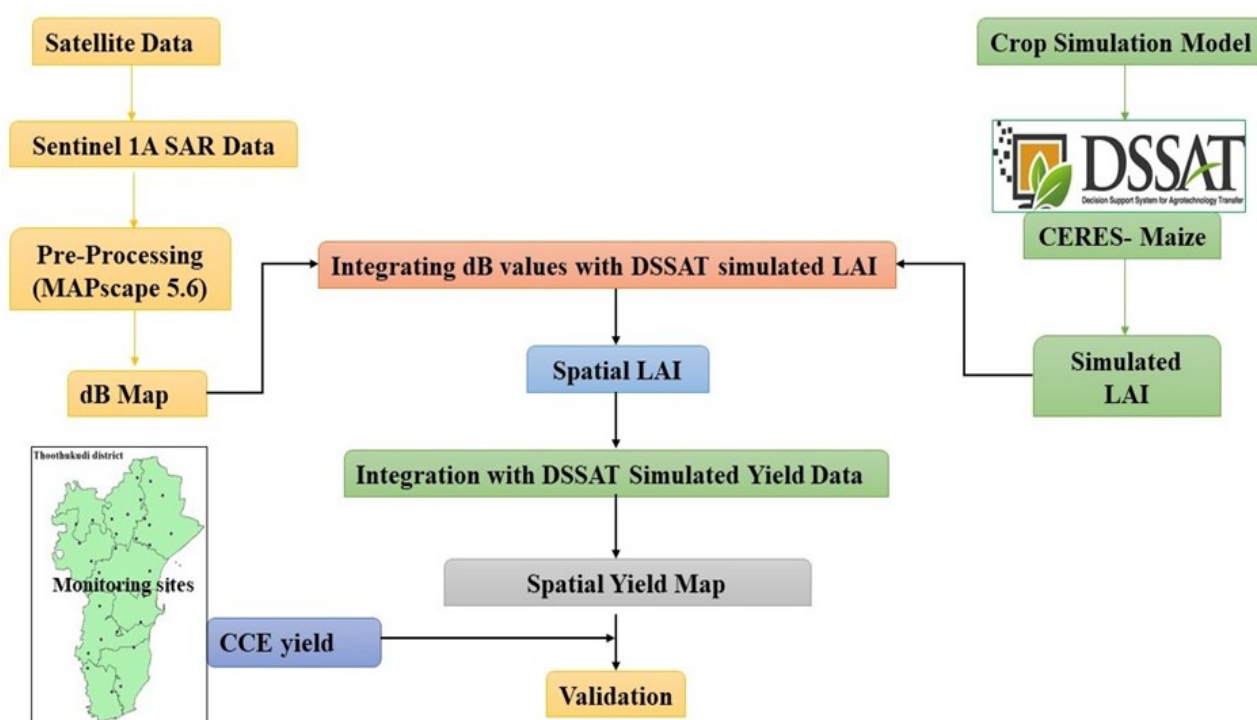 Satellite Data
Sentinel 1A SAR Data
Pre-Processing
(MAPscape 5.6)
dB Map
Crop Simulation Model
DSSAT
Decision Support System for Agrotechnology Transfer
CERES- Maize
Simulated
LAI
Integrating dB values with DSSAT simulated LAI
Spatial LAI
Integration with DSSAT Simulated Yield Data
Spatial Yield Map
Thoothukudi district
Monitoring sites
CCE yield
Validation